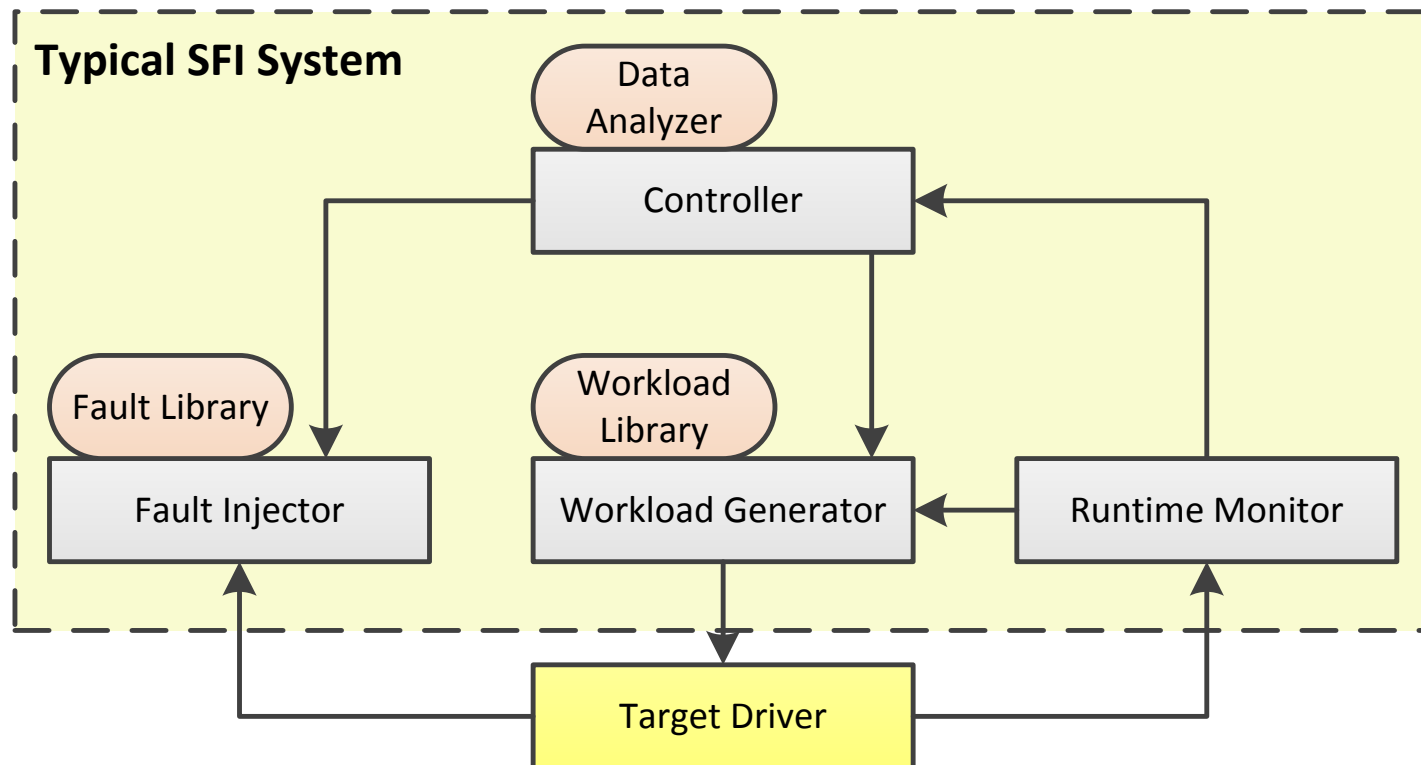 Typical SFI System
Data
Analyzer
Controller
Fault Library
Workload
Library
Fault Injector
Workload Generator
Runtime Monitor
Target Driver